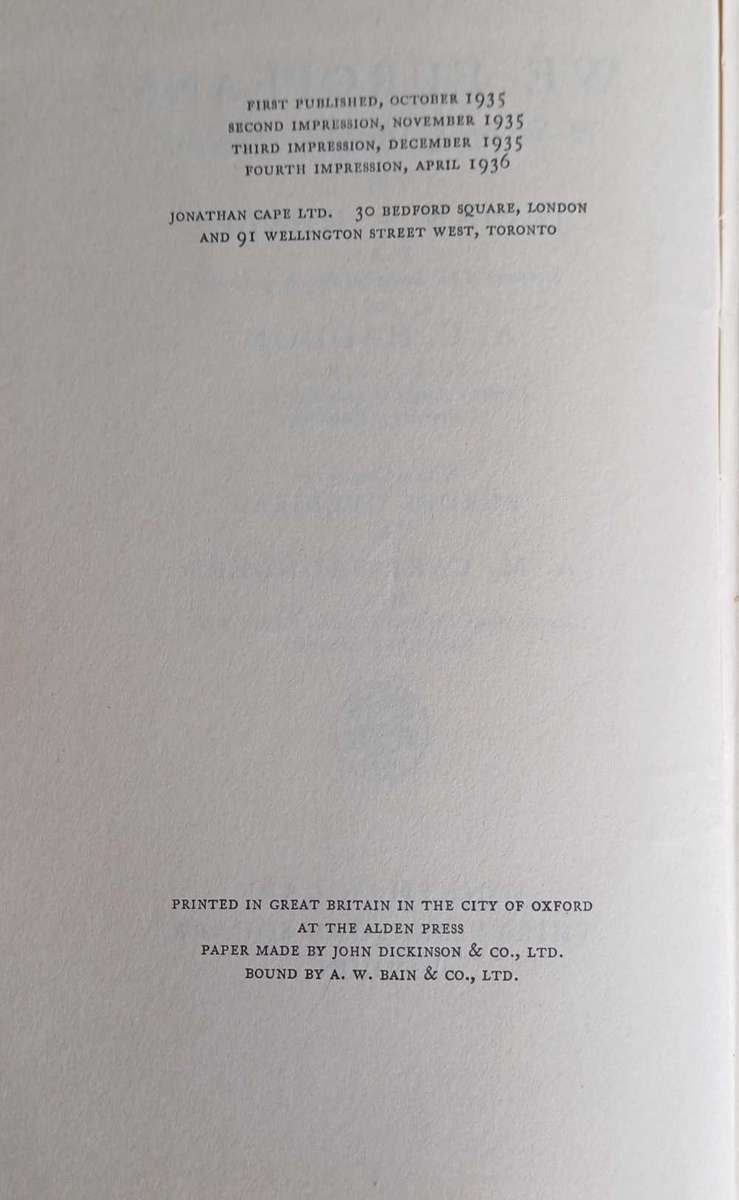 FIRST PUBLISHED, OCTOBER 1935
SECOND IMPRESSION, NOVEMBER 1935
THIRD IMPRESSION, DECEMBER 1935
FOURTH IMPRESSION, APRIL 1936
JONATHAN CAPE LTD. 30 BEDFORD SQUARE, LONDON
AND 91 WELLINGTON STREET WEST, TORONTO
PRINTED IN GREAT BRITAIN IN THE CITY OF OXFORD
AT THE ALDEN PRESS
PAPER MADE BY JOHN DICKINSON & CO., LTD.
BOUND BY A. W. BAIN & CO., LTD.